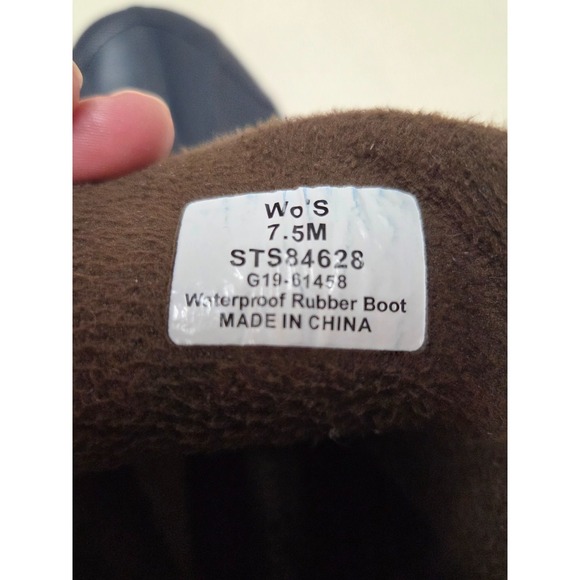 Wo'S
7.5M
STS84628
G19-61458
Waterproof Rubber Boot
MADE IN CHINA